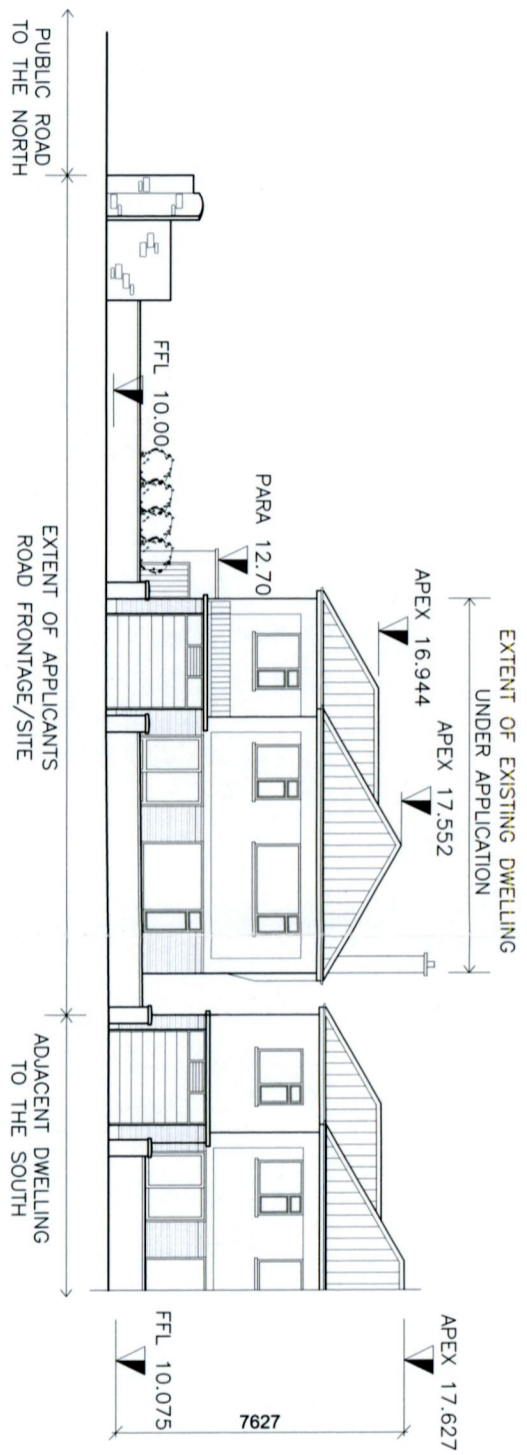 EXTENT OF EXISTING DWELLING
UNDER APPLICATION
APEX 16.944
APEX 17.552
APEX 17.627
PARA 12.70
FFL 10.00
7627
FFL 10.075
PUBLIC ROAD
TO THE NORTH
EXTENT OF APPLICANTS
ROAD FRONTAGE/SITE
ADJACENT DWELLING
TO THE SOUTH